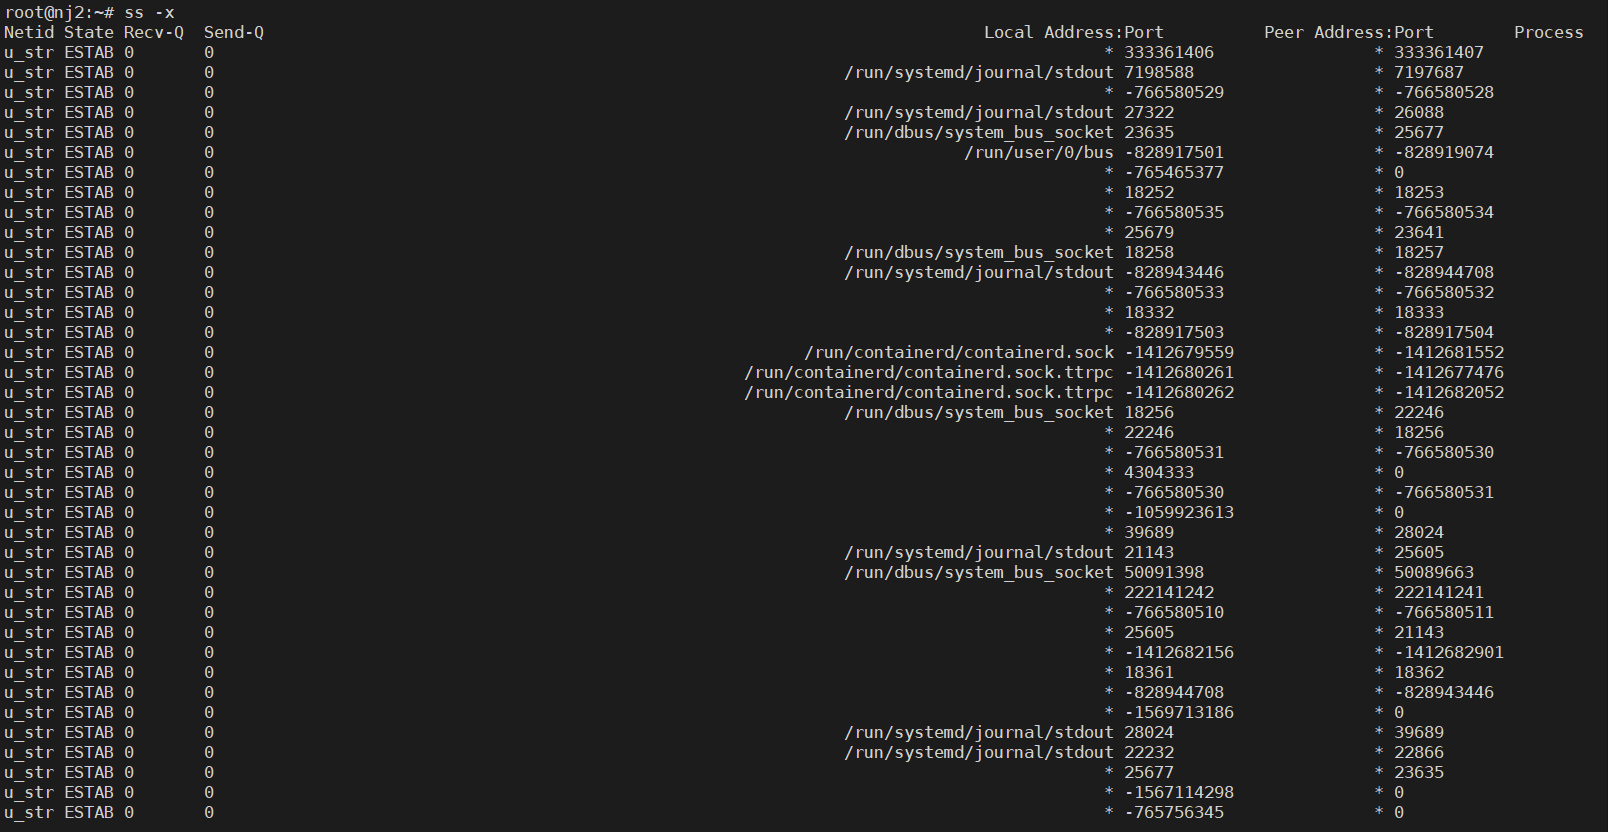 root@nj2:~# ss -x
Netid State Recv-Q Send-Q Local Address:Port Peer Address:Port Process
u_str ESTAB 0 0 * 333361406 * 333361407
u_str ESTAB 0 0 /run/systemd/journal/stdout 7198588 * 7197687
u_str ESTAB 0 0 * -766580529 * -766580528
u_str ESTAB 0 0 /run/systemd/journal/stdout 27322 * 26088
u_str ESTAB 0 0 /run/dbus/system_bus_socket 23635 * 25677
u_str ESTAB 0 0 /run/user/0/bus -828917501 * -828919074
u_str ESTAB 0 0 * -765465377 * 0
u_str ESTAB 0 0 * 18252 * 18253
u_str ESTAB 0 0 * -766580535 * -766580534
u_str ESTAB 0 0 * 25679 * 23641
u_str ESTAB 0 0 /run/dbus/system_bus_socket 18258 * 18257
u_str ESTAB 0 0 /run/systemd/journal/stdout -828943446 * -828944708
u_str ESTAB 0 0 * -766580533 * -766580532
u_str ESTAB 0 0 * 18332 * 18333
u_str ESTAB 0 0 * -828917503 * -828917504
u_str ESTAB 0 0 /run/containerd/containerd.sock -1412679559 * -1412681552
u_str ESTAB 0 0 /run/containerd/containerd.sock.ttrpc -1412680261 * -1412677476
u_str ESTAB 0 0 /run/containerd/containerd.sock.ttrpc -1412680262 * -1412682052
u_str ESTAB 0 0 /run/dbus/system_bus_socket 18256 * 22246
u_str ESTAB 0 0 * 22246 * 18256
u_str ESTAB 0 0 * -766580531 * -766580530
u_str ESTAB 0 0 * 4304333 * 0
u_str ESTAB 0 0 * -766580530 * -766580531
u_str ESTAB 0 0 * -1059923613 * 0
u_str ESTAB 0 0 * 39689 * 28024
u_str ESTAB 0 0 /run/systemd/journal/stdout 21143 * 25605
u_str ESTAB 0 0 /run/dbus/system_bus_socket 50091398 * 50089663
u_str ESTAB 0 0 * 222141242 * 222141241
u_str ESTAB 0 0 * -766580510 * -766580511
u_str ESTAB 0 0 * 25605 * 21143
u_str ESTAB 0 0 * -1412682156 * -1412682901
u_str ESTAB 0 0 * 18361 * 18362
u_str ESTAB 0 0 * -828944708 * -828943446
u_str ESTAB 0 0 * -1569713186 * 0
u_str ESTAB 0 0 /run/systemd/journal/stdout 28024 * 39689
u_str ESTAB 0 0 /run/systemd/journal/stdout 22232 * 22866
u_str ESTAB 0 0 * 25677 * 23635
u_str ESTAB 0 0 * -1567114298 * 0
u_str ESTAB 0 0 * -765756345 * 0